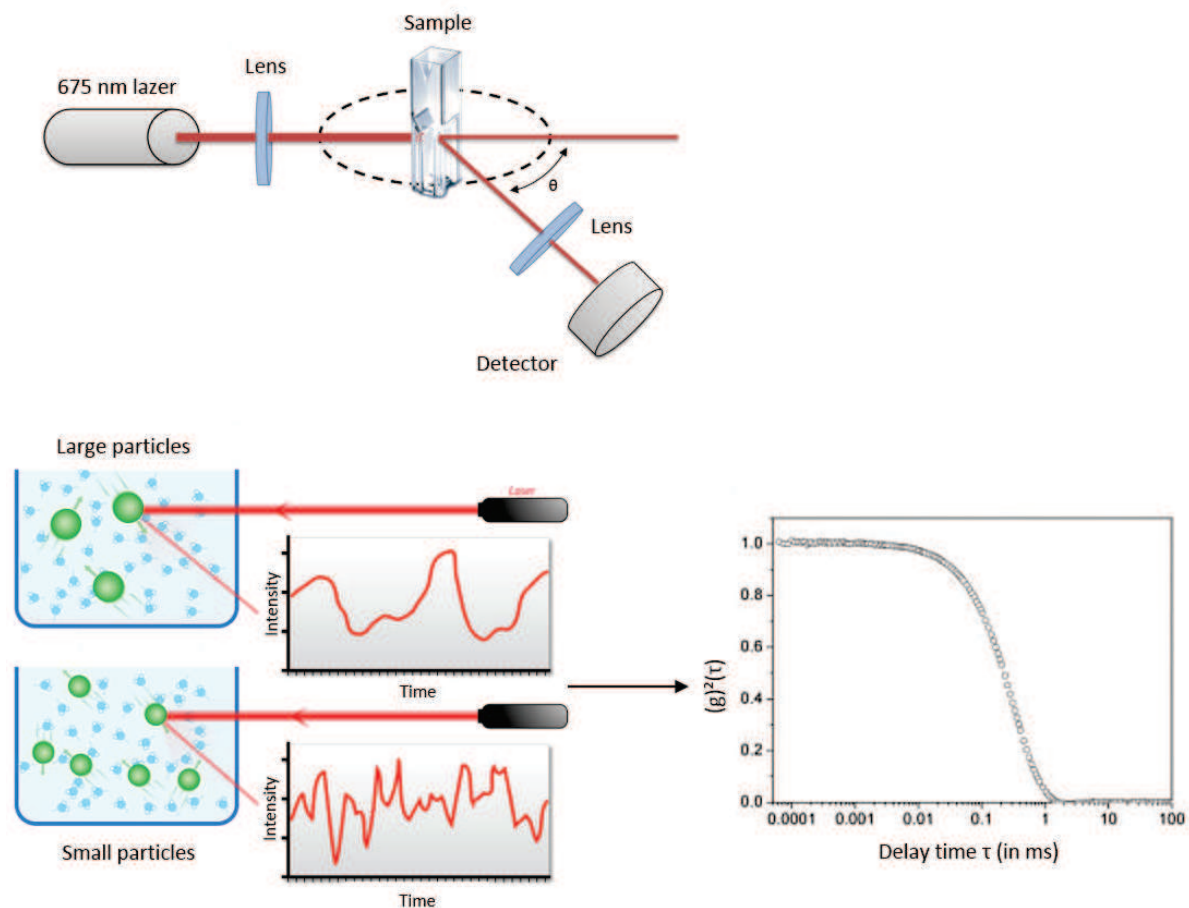 Sample
Lens
675 nm lazer
θ
Lens
Detector
Large particles
Laser
Intensity
Time
Small particles
Intensity
Time
(g)²(τ)
1.0
0.8
0.6
0.4
0.2
0.0
0.0001 0.001 0.01 0.1 1 10 100
Delay time τ (in ms)